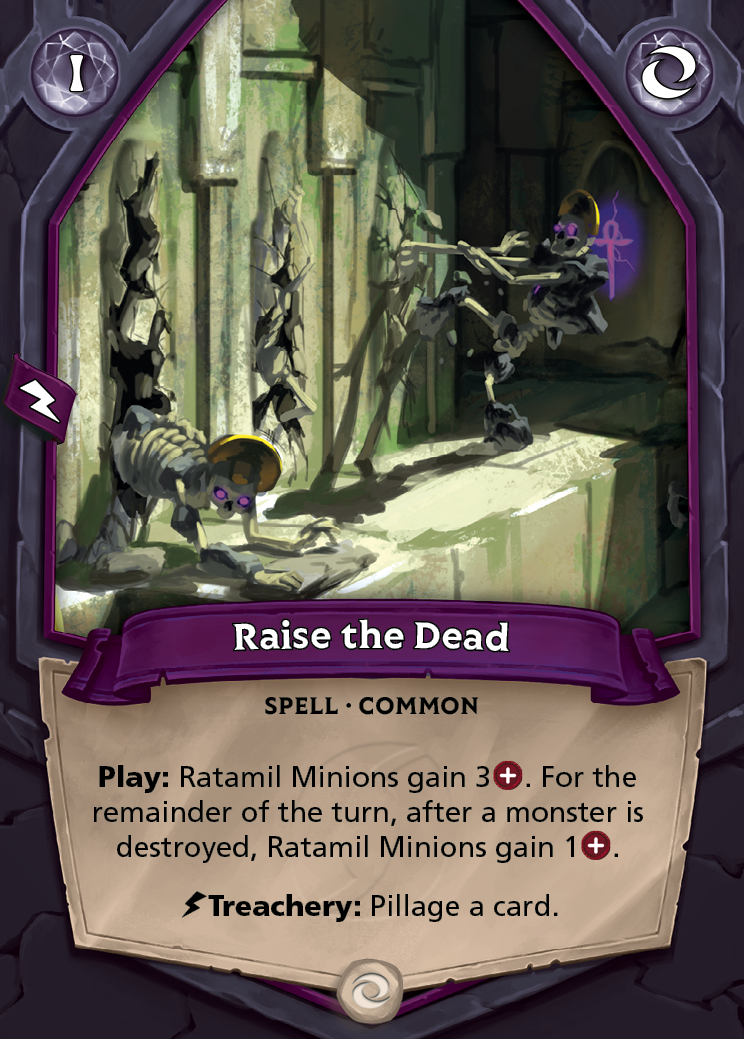 I
Raise the Dead
SPELL · COMMON
Play: Ratamil Minions gain 3+. For the
remainder of the turn, after a monster is
destroyed, Ratamil Minions gain 1+.
Treachery: Pillage a card.